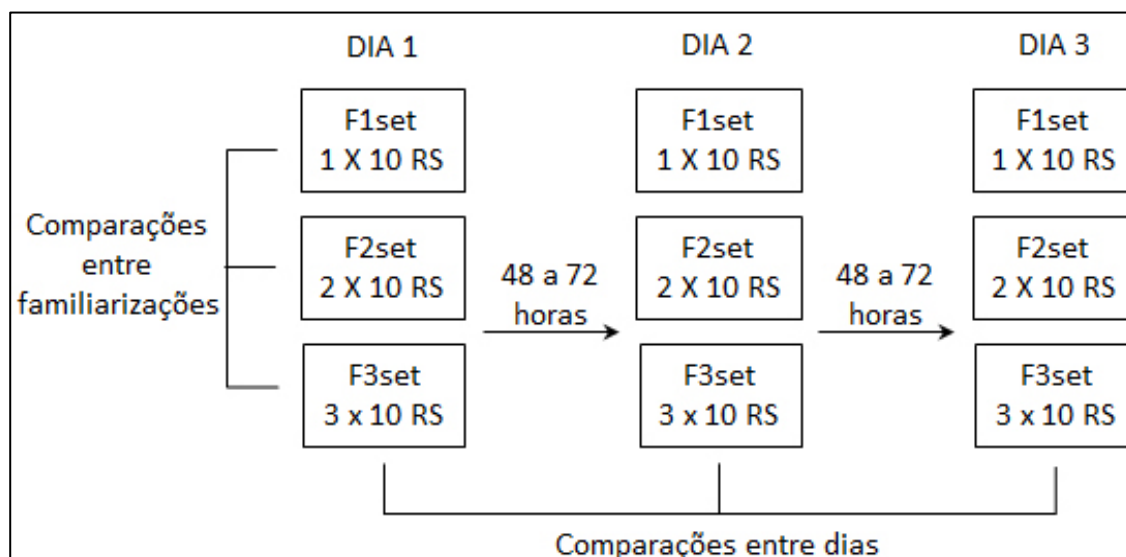 DIA 1
DIA 2
DIA 3
F1set
1 X 10 RS
F1set
1 X 10 RS
F1set
1 X 10 RS
Comparações
entre
familiarizações
F2set
2 X 10 RS
48 a 72
horas
F2set
2 X 10 RS
48 a 72
horas
F2set
2 X 10 RS
F3set
3 x 10 RS
F3set
3 x 10 RS
F3set
3 x 10 RS
Comparações entre dias